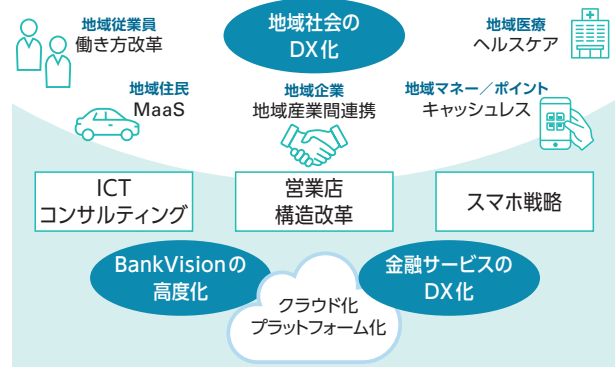 地域従業員
働き方改革
地域社会の
DX化
地域医療
ヘルスケア
地域住民
MaaS
地域企業
地域産業間連携
地域マネー／ポイント
キャッシュレス
ICT
コンサルティング
営業店
構造改革
スマホ戦略
BankVisionの
高度化
クラウド化
プラットフォーム化
金融サービスの
DX化